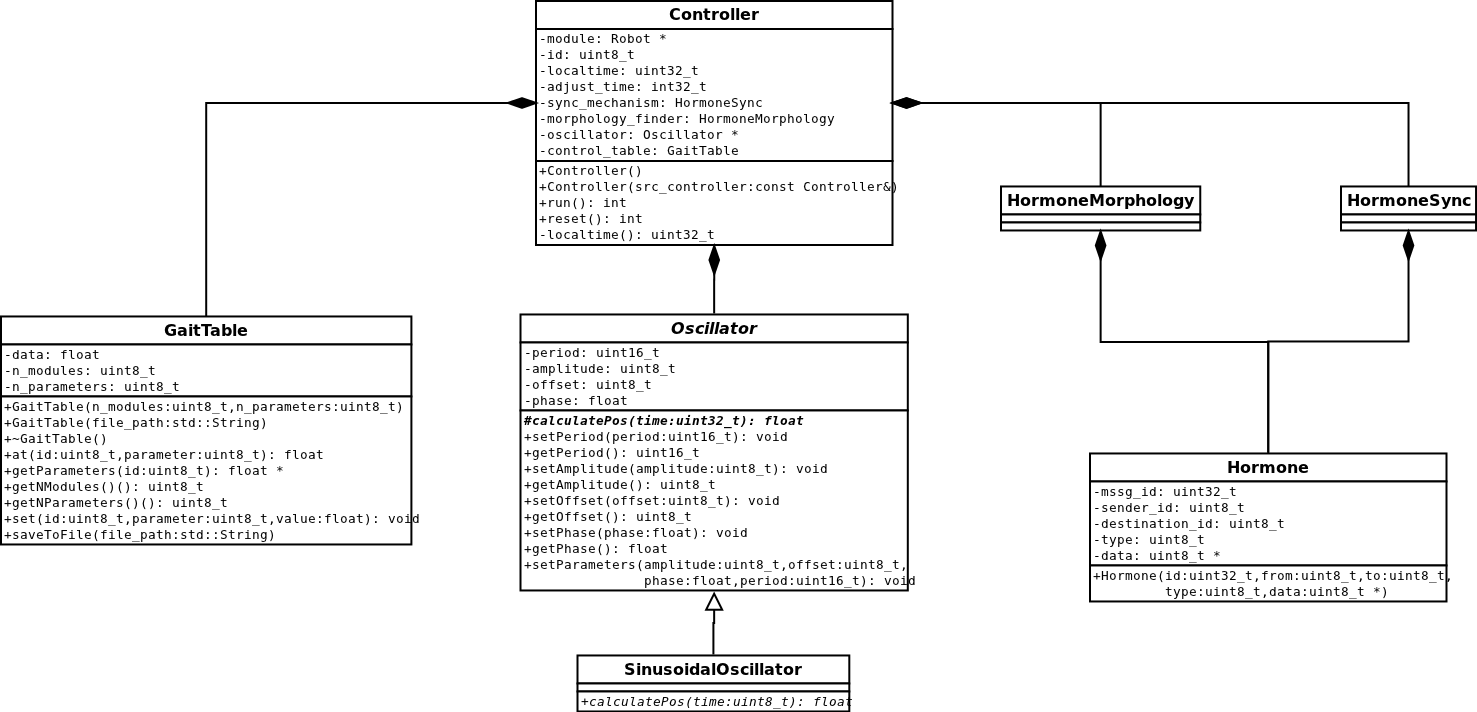 Controller
-module: Robot *
-id: uint8_t
-localtime: uint32_t
-adjust_time: int32_t
-sync_mechanism: HormoneSync
-morphology_finder: HormoneMorphology
-oscillator: Oscillator *
-control_table: GaitTable
+Controller()
+Controller(src_controller:const Controller&)
+run(): int
+reset(): int
-localtime(): uint32_t
HormoneMorphology
HormoneSync
GaitTable
-data: float
-n_modules: uint8_t
-n_parameters: uint8_t
+GaitTable(n_modules:uint8_t,n_parameters:uint8_t)
+GaitTable(file_path:std::String)
+~GaitTable()
+at(id:uint8_t,parameter:uint8_t): float
+getParameters(id:uint8_t): float *
+getNModules()(): uint8_t
+getNParameters()(): uint8_t
+set(id:uint8_t,parameter:uint8_t,value:float): void
+saveToFile(file_path:std::String)
Oscillator
-period: uint16_t
-amplitude: uint8_t
-offset: uint8_t
-phase: float
#calculatePos(time:uint32_t): float
+setPeriod(period:uint16_t): void
+getPeriod(): uint16_t
+setAmplitude(amplitude:uint8_t): void
+getAmplitude(): uint8_t
+setOffset(offset:uint8_t): void
+getOffset(): uint8_t
+setPhase(phase:float): void
+getPhase(): float
+setParameters(amplitude:uint8_t,offset:uint8_t,
phase:float,period:uint16_t): void
Hormone
-mssg_id: uint32_t
-sender_id: uint8_t
-destination_id: uint8_t
-type: uint8_t
-data: uint8_t *
+Hormone(id:uint32_t,from:uint8_t,to:uint8_t,
type:uint8_t,data:uint8_t *)
SinusoidalOscillator
+calculatePos(time:uint8_t): float